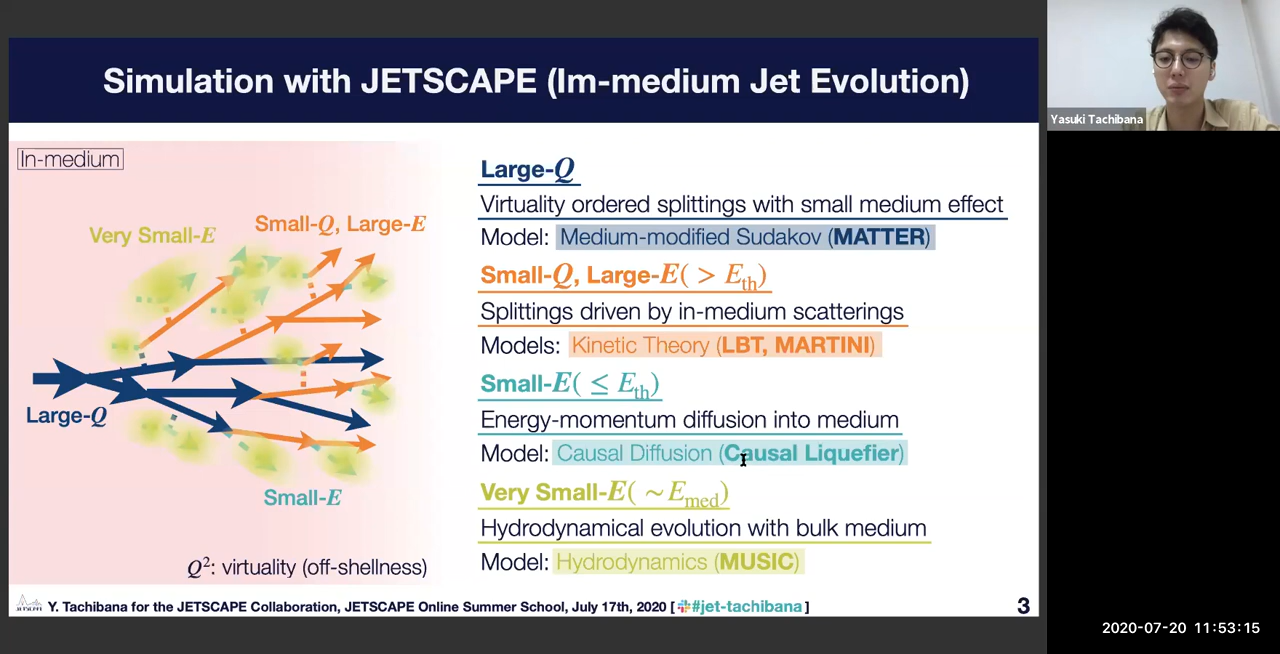 Simulation with JETSCAPE (Im-medium Jet Evolution)
Yasuki Tachibana
In-medium
Very Small-E
Small-Q, Large-E
Large-Q
Small-E
Q²: virtuality (off-shellness)
Large-Q
Virtuality ordered splittings with small medium effect
Model: Medium-modified Sudakov (MATTER)
Small-Q, Large-E( > Eth)
Splittings driven by in-medium scatterings
Models: Kinetic Theory (LBT, MARTINI)
Small-E( ≤ Eth)
Energy-momentum diffusion into medium
Model: Causal Diffusion (Causal Liquefier)
Very Small-E( ~ Emed)
Hydrodynamical evolution with bulk medium
Model: Hydrodynamics (MUSIC)
JETSCAPE
Y. Tachibana for the JETSCAPE Collaboration, JETSCAPE Online Summer School, July 17th, 2020 [ #jet-tachibana ]
3
2020-07-20 11:53:15